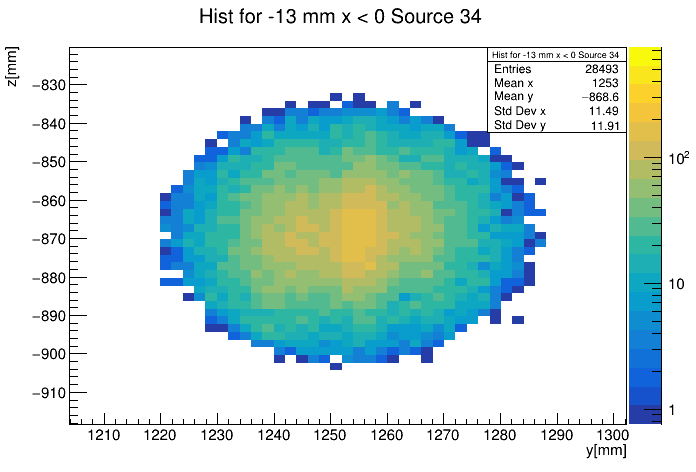 Hist for -13 mm x < 0 Source 34
z[mm]
Hist for -13 mm x < 0 Source 34
Entries 28493
Mean x 1253
Mean y −868.6
Std Dev x 11.49
Std Dev y 11.91
−830
−840
−850
−860
−870
−880
−890
−900
−910
10²
10
1
1210 1220 1230 1240 1250 1260 1270 1280 1290 1300
y[mm]